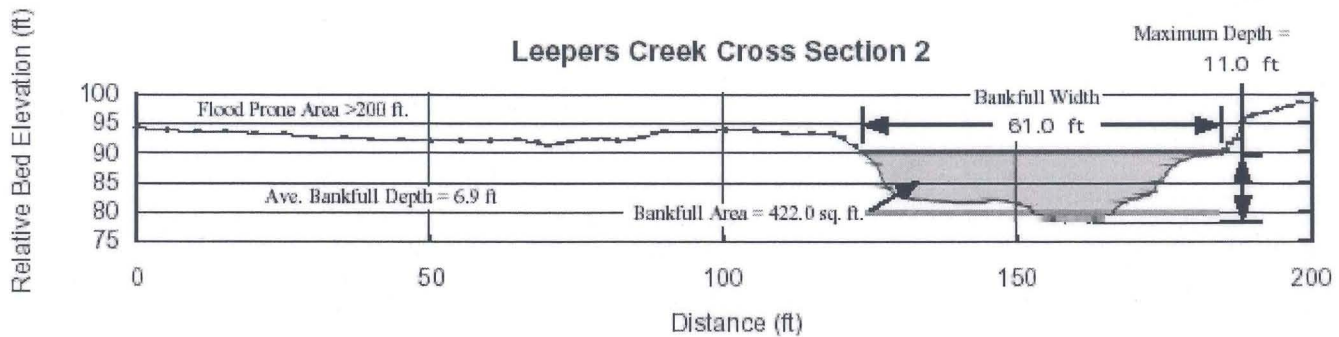 Leepers Creek Cross Section 2
Maximum Depth =
11.0 ft
Relative Bed Elevation (ft)
100
95
90
85
80
75
Flood Prone Area >200 ft.
Bankfull Width
61.0 ft
Ave. Bankfull Depth = 6.9 ft
Bankfull Area = 422.0 sq. ft.
0
50
100
150
200
Distance (ft)